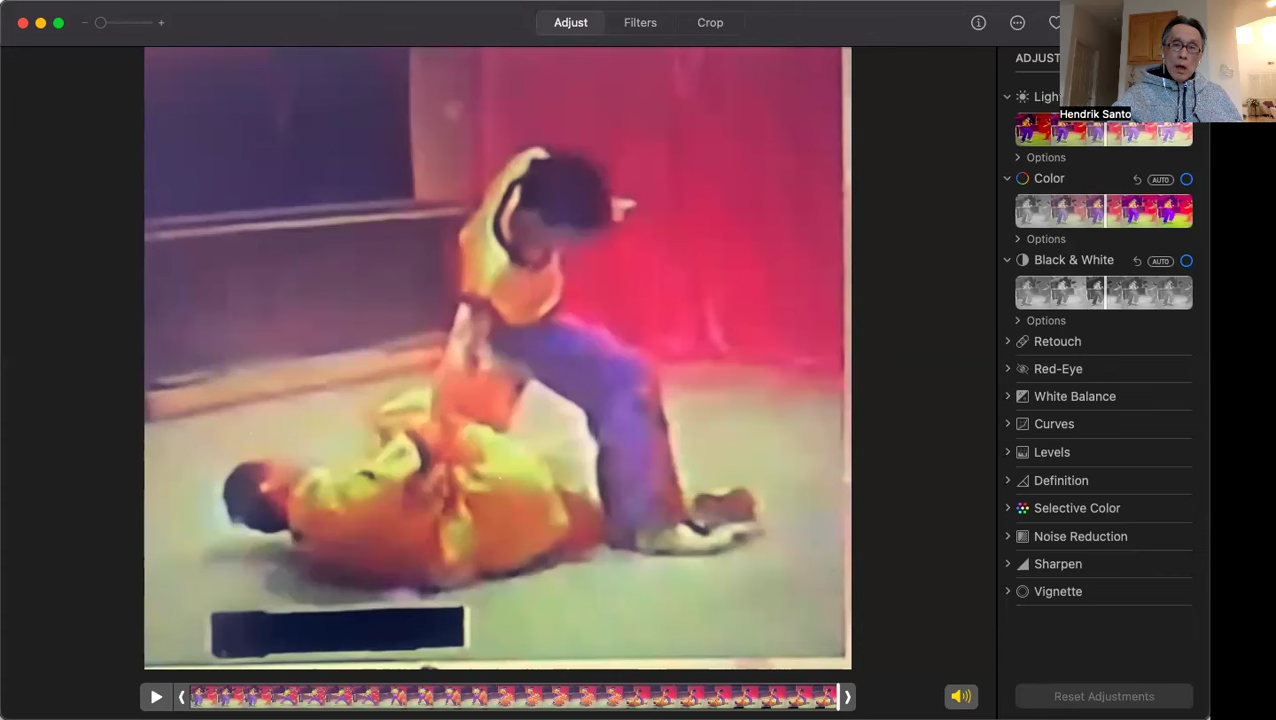 Adjust Filters Crop
ADJUST
Hendrik Santo
Ligh
Options
Color AUTO
Options
Black & White AUTO
Options
Retouch
Red-Eye
White Balance
Curves
Levels
Definition
Selective Color
Noise Reduction
Sharpen
Vignette
Reset Adjustments